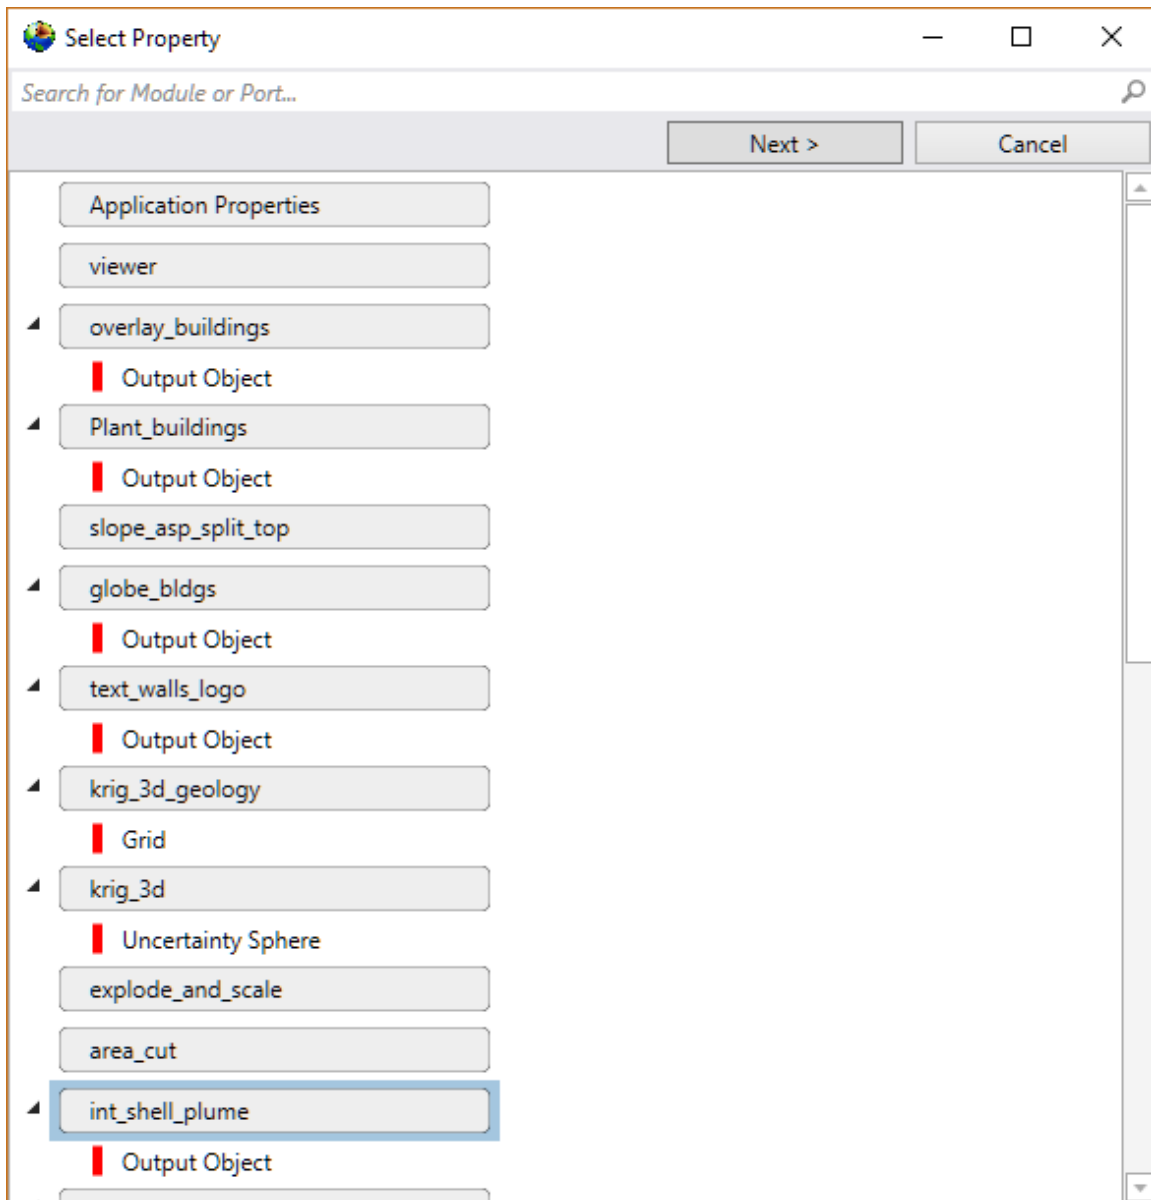 Select Property
Search for Module or Port...
Next >
Cancel
Application Properties
viewer
overlay_buildings
Output Object
Plant_buildings
Output Object
slope_asp_split_top
globe_bldgs
Output Object
text_walls_logo
Output Object
krig_3d_geology
Grid
krig_3d
Uncertainty Sphere
explode_and_scale
area_cut
int_shell_plume
Output Object